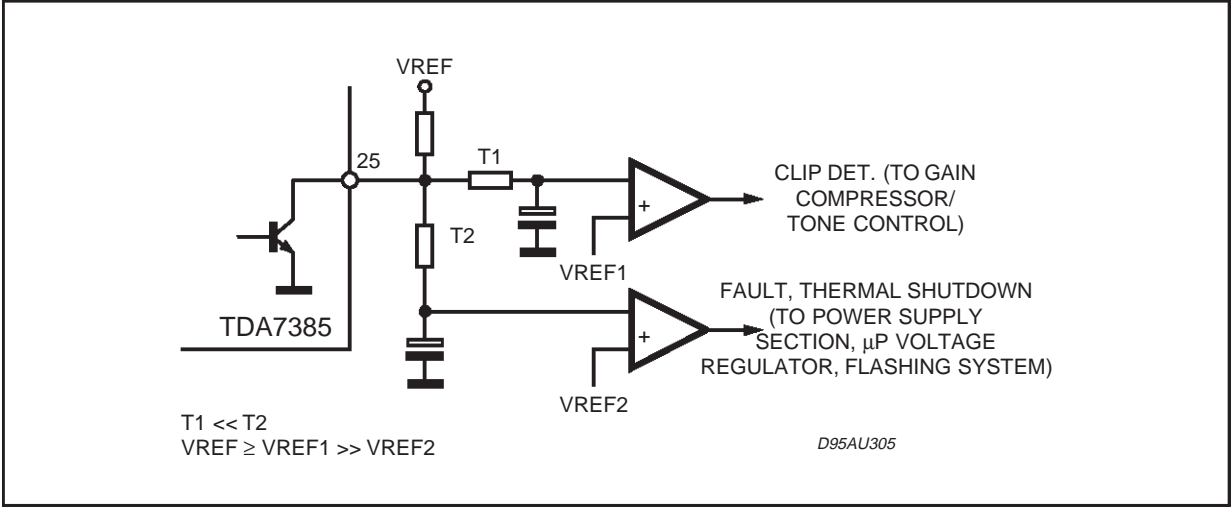 VREF
25
T1
CLIP DET. (TO GAIN
COMPRESSOR/
TONE CONTROL)
+
VREF1
T2
FAULT, THERMAL SHUTDOWN
(TO POWER SUPPLY
SECTION, µP VOLTAGE
REGULATOR, FLASHING SYSTEM)
+
TDA7385
VREF2
T1 << T2
VREF ≥ VREF1 >> VREF2
D95AU305